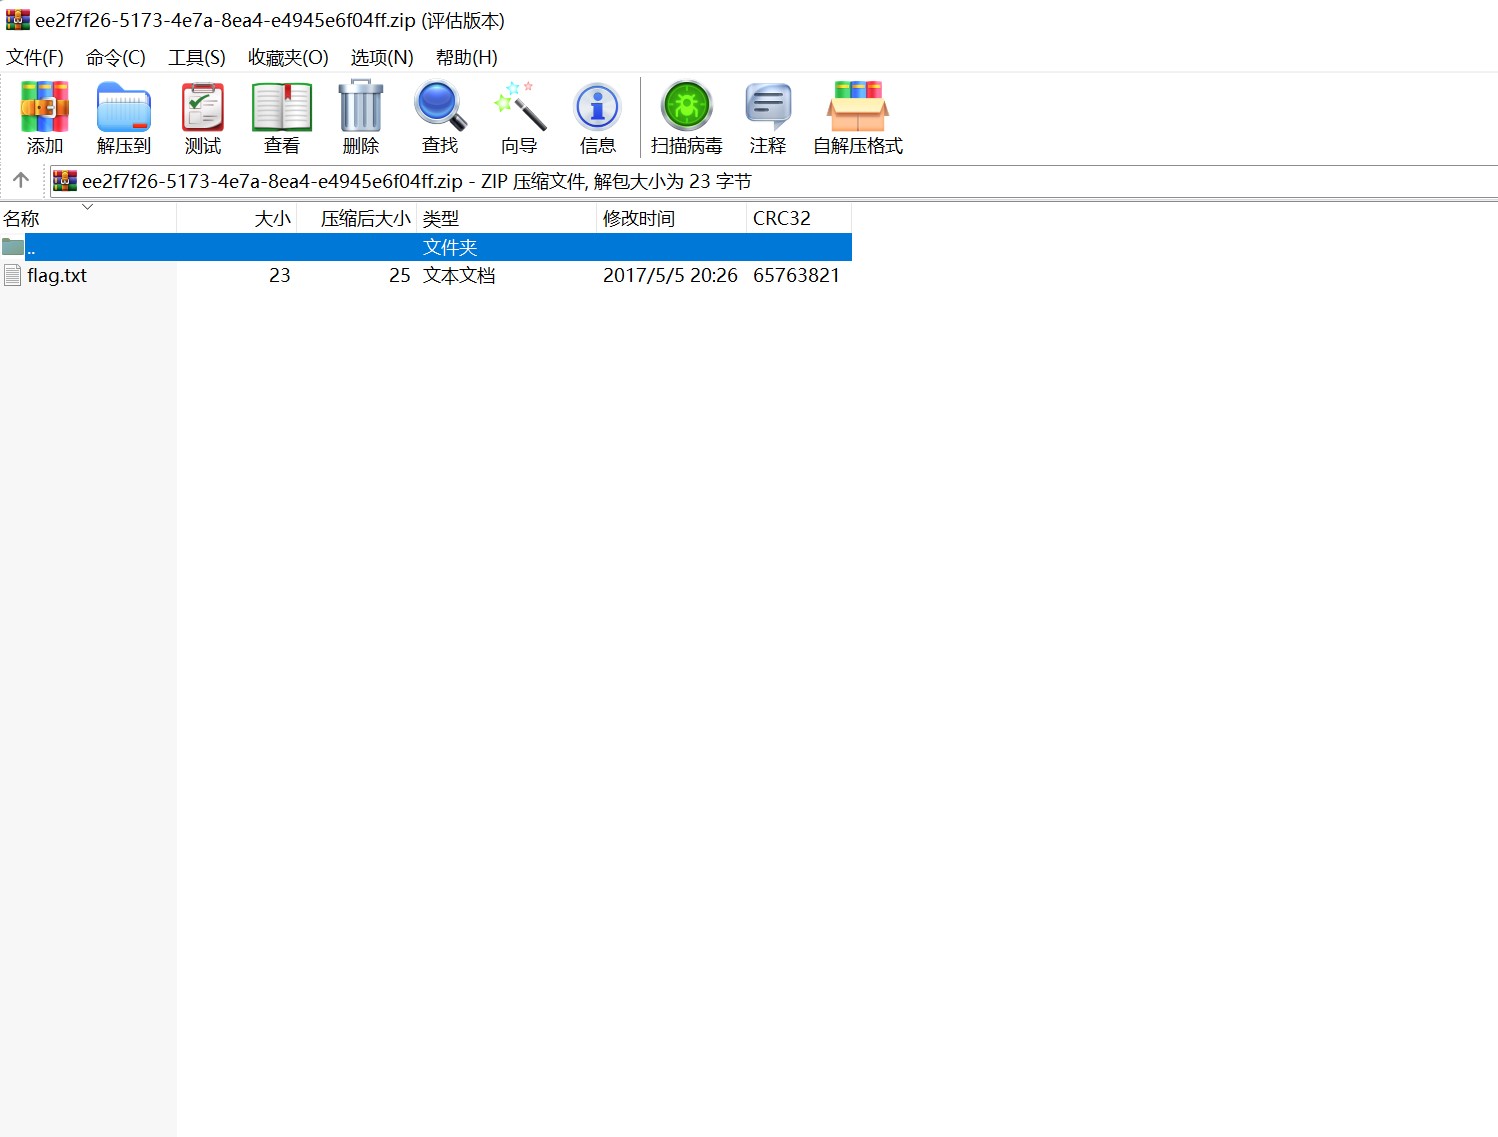 ee2f7f26-5173-4e7a-8ea4-e4945e6f04ff.zip (评估版本)
文件(F) 命令(C) 工具(S) 收藏夹(O) 选项(N) 帮助(H)
添加 解压到 测试 查看 删除 查找 向导 信息 扫描病毒 注释 自解压格式
ee2f7f26-5173-4e7a-8ea4-e4945e6f04ff.zip - ZIP 压缩文件, 解包大小为 23 字节
名称 大小 压缩后大小 类型 修改时间 CRC32
.. 文件夹
flag.txt 23 25 文本文档 2017/5/5 20:26 65763821